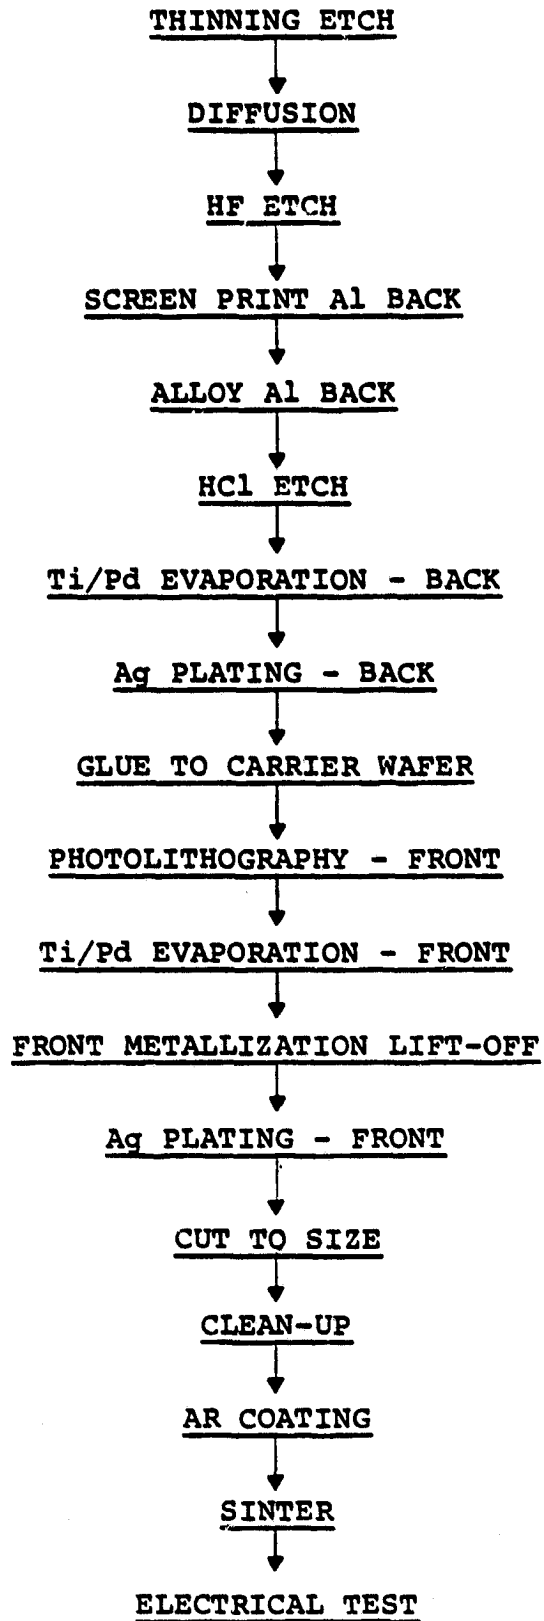 THINNING ETCH
DIFFUSION
HF ETCH
SCREEN PRINT Al BACK
ALLOY Al BACK
HCl ETCH
Ti/Pd EVAPORATION - BACK
Ag PLATING - BACK
GLUE TO CARRIER WAFER
PHOTOLITHOGRAPHY - FRONT
Ti/Pd EVAPORATION - FRONT
FRONT METALLIZATION LIFT-OFF
Ag PLATING - FRONT
CUT TO SIZE
CLEAN-UP
AR COATING
SINTER
ELECTRICAL TEST